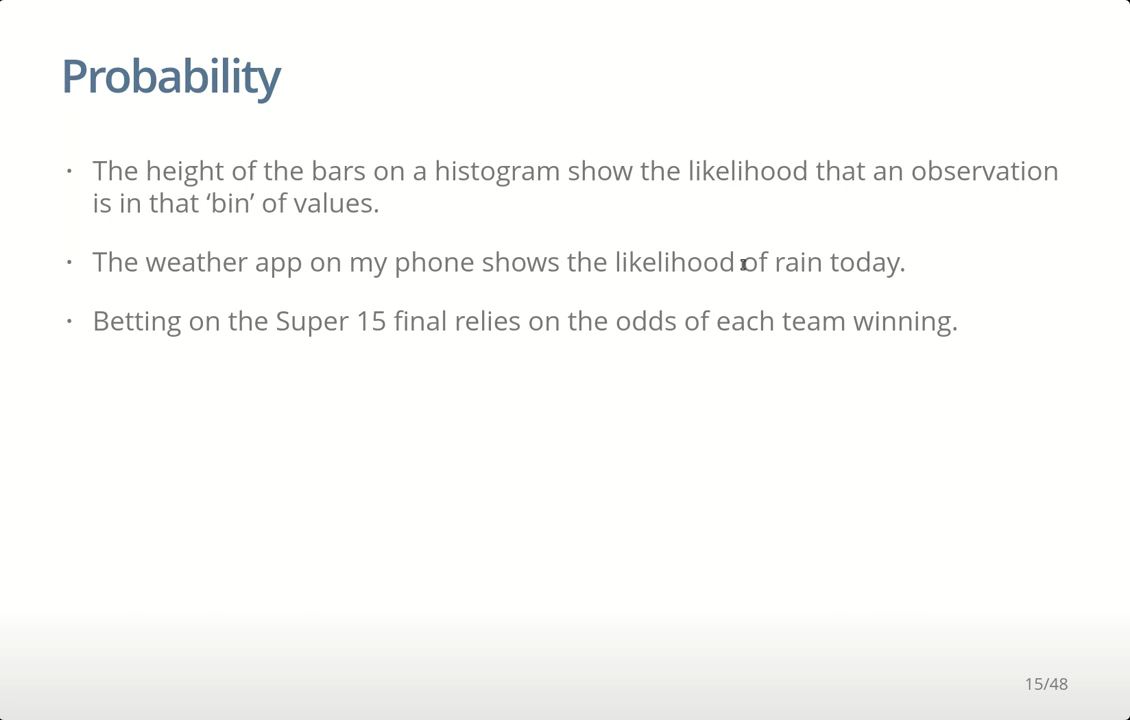 Probability
· The height of the bars on a histogram show the likelihood that an observation
is in that ‘bin’ of values.
· The weather app on my phone shows the likelihood of rain today.
· Betting on the Super 15 final relies on the odds of each team winning.
15/48